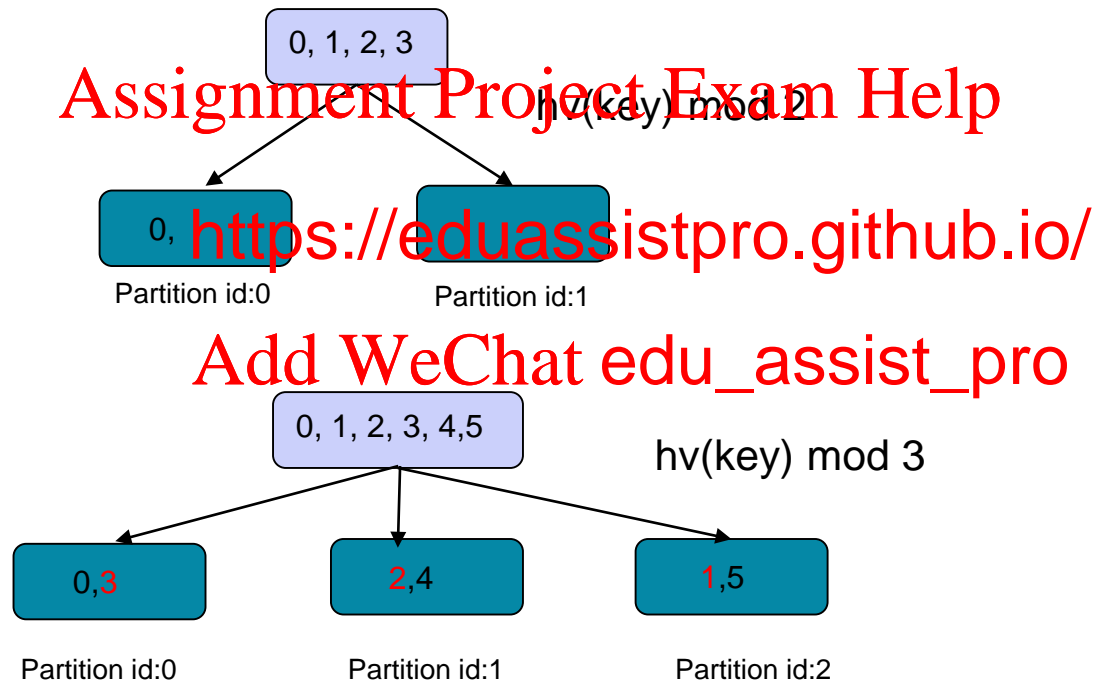 0, 1, 2, 3
Assignment Project Exam Help
hv(key) mod 2
0,
https://eduassistpro.github.io/
Partition id:0
Partition id:1
Add WeChat edu_assist_pro
0, 1, 2, 3, 4,5
hv(key) mod 3
0,3
2,4
1,5
Partition id:0
Partition id:1
Partition id:2